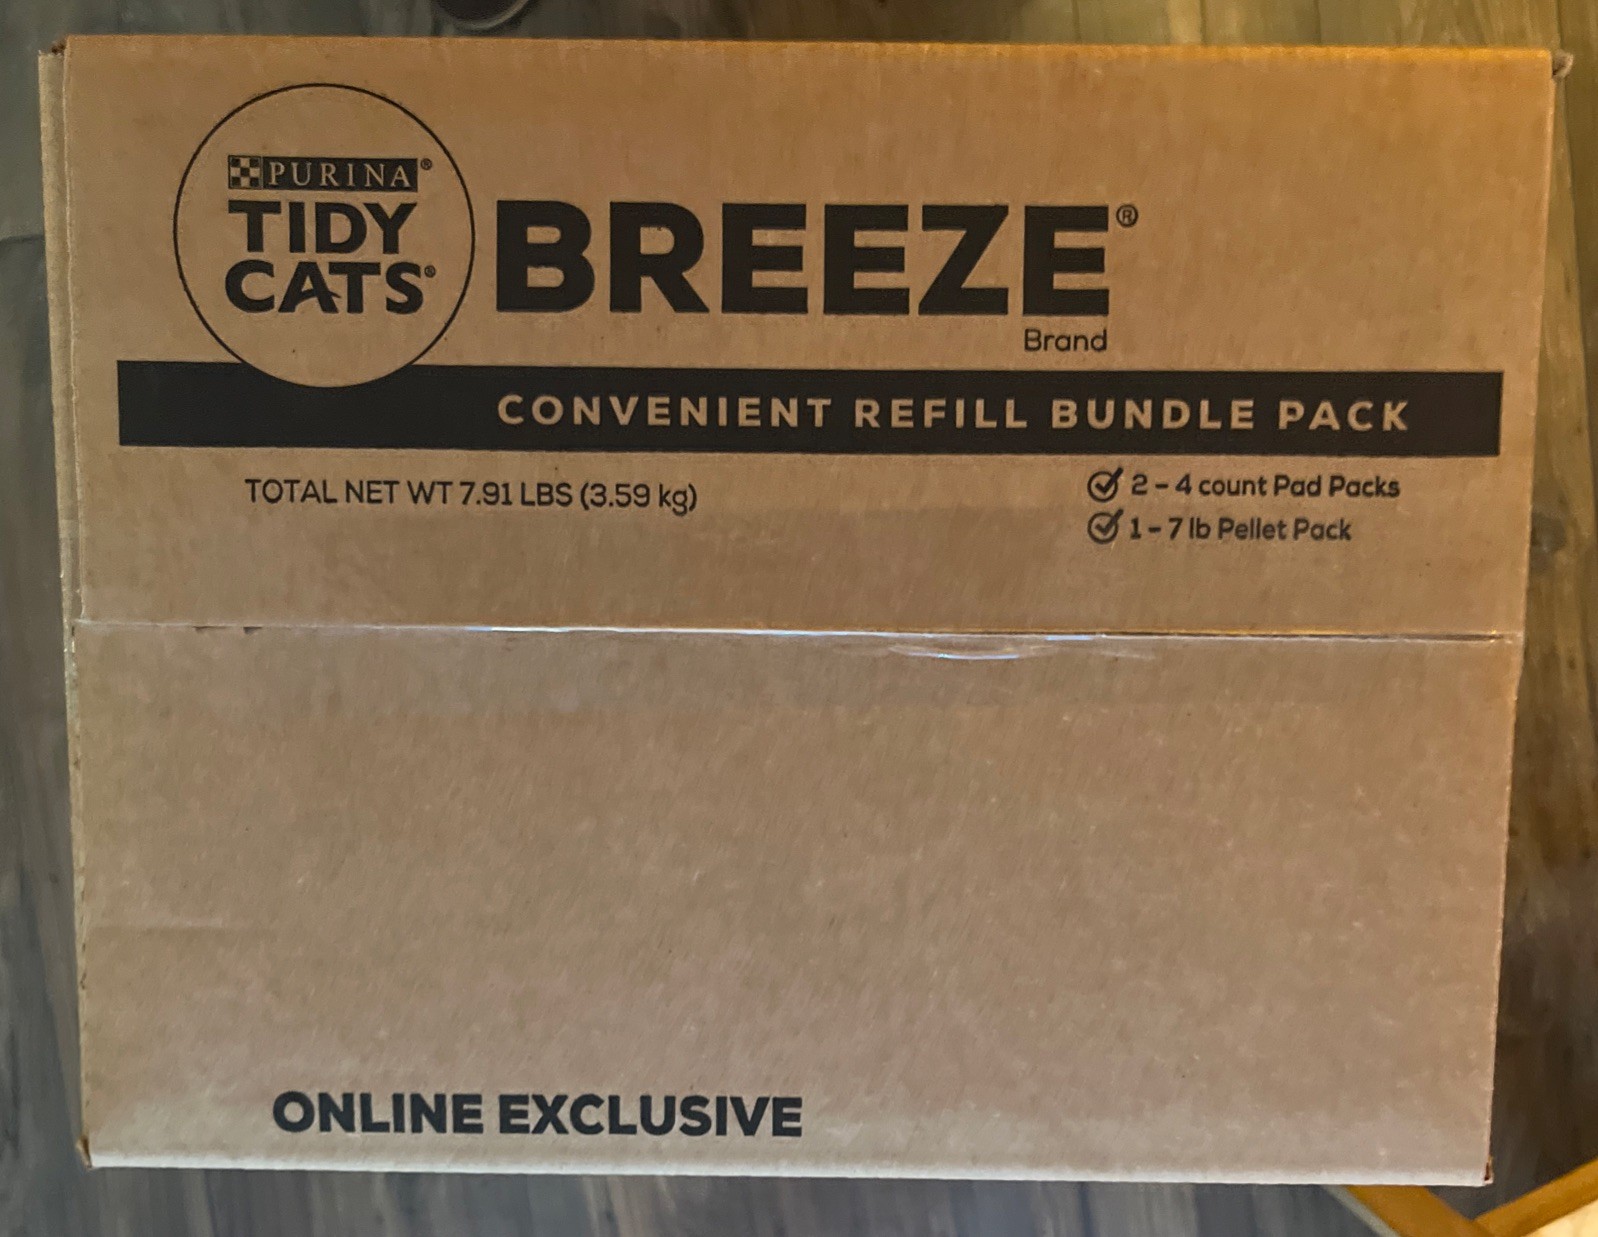 PURINA®
TIDY
CATS®
BREEZE®
Brand
CONVENIENT REFILL BUNDLE PACK
TOTAL NET WT 7.91 LBS (3.59 kg)
2 – 4 count Pad Packs
1 – 7 lb Pellet Pack
ONLINE EXCLUSIVE